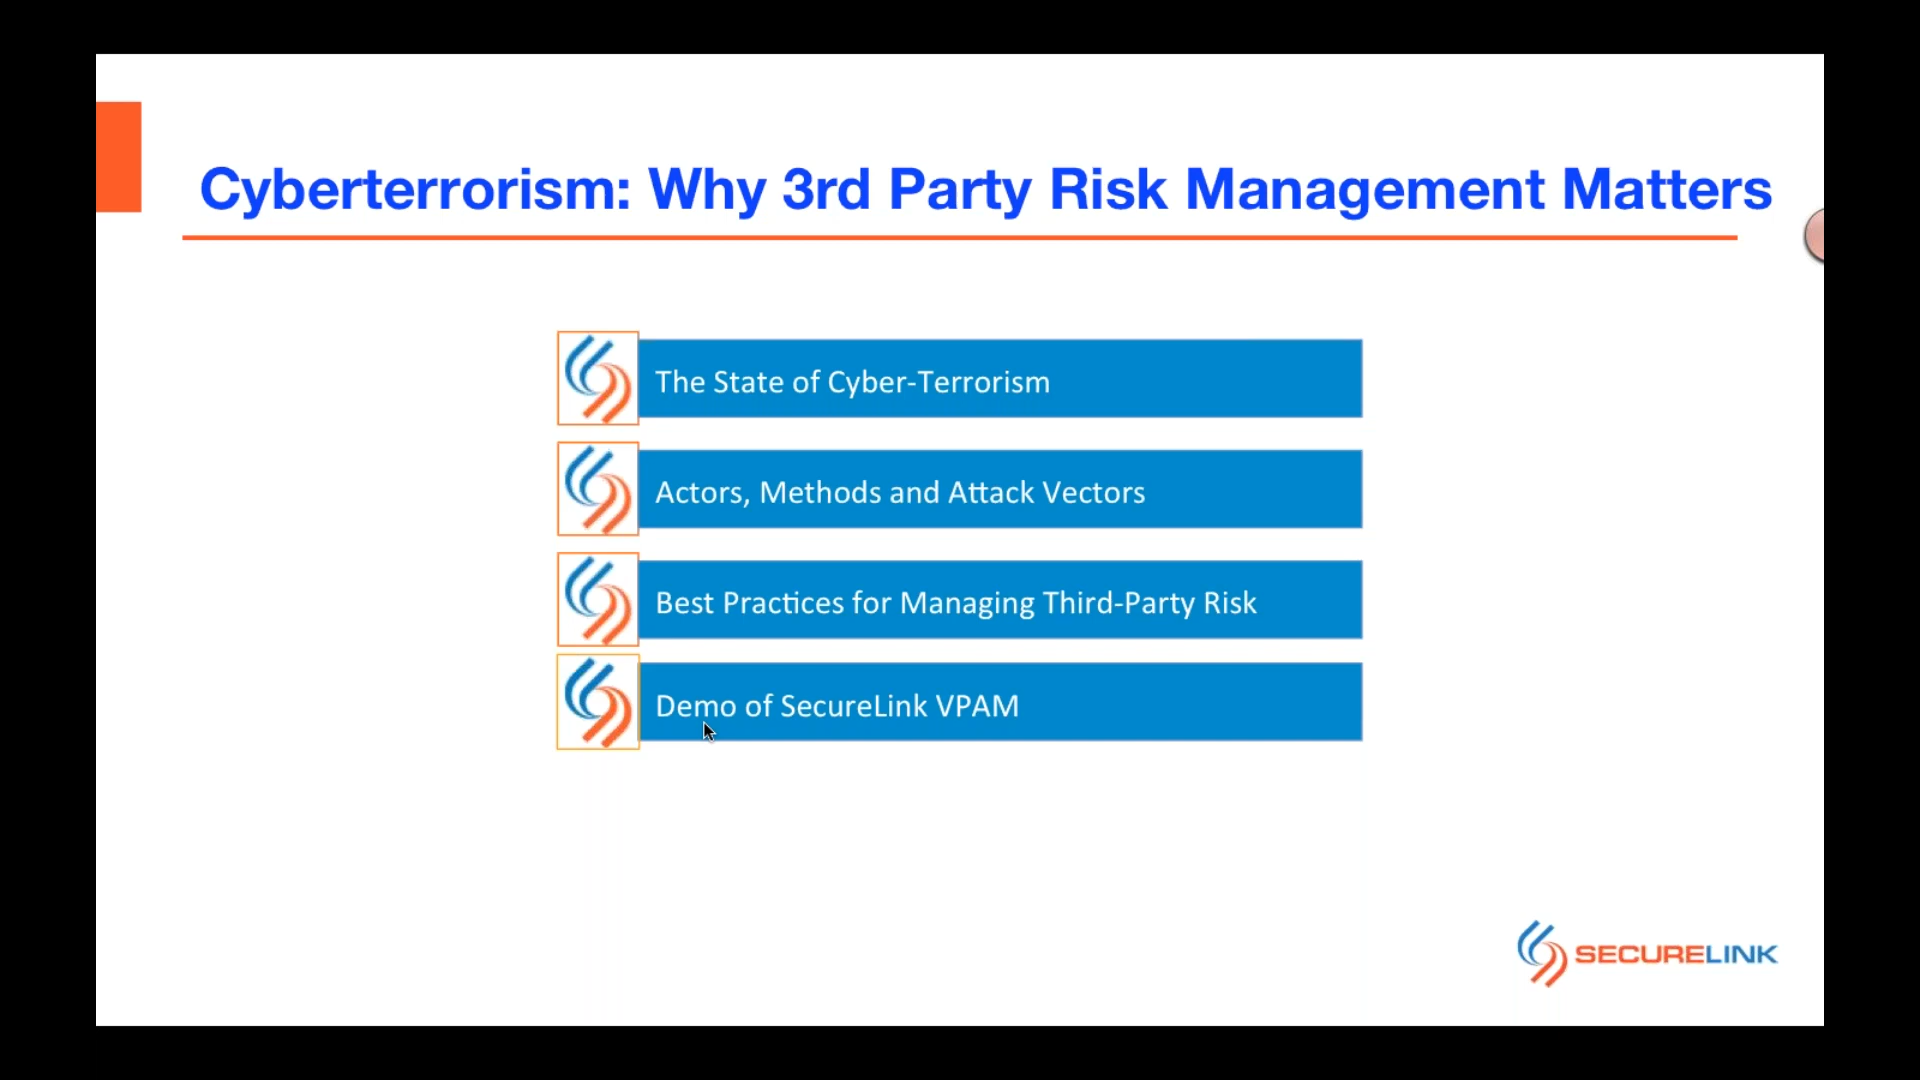 Cyberterrorism: Why 3rd Party Risk Management Matters
The State of Cyber-Terrorism
Actors, Methods and Attack Vectors
Best Practices for Managing Third-Party Risk
Demo of SecureLink VPAM
SECURELINK